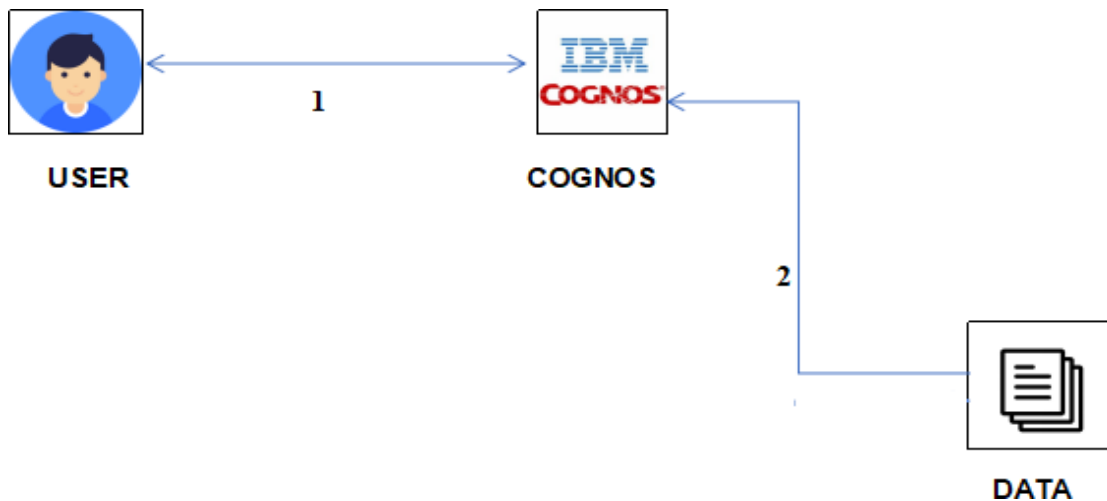 IBM
COGNOS
1
USER
COGNOS
2
DATA